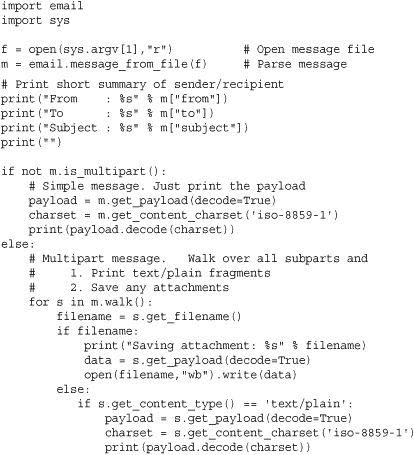 import email
import sys

f = open(sys.argv[1],"r")          # Open message file
m = email.message_from_file(f)     # Parse message
# Print short summary of sender/recipient
print("From    : %s" % m["from"])
print("To      : %s" % m["to"])
print("Subject : %s" % m["subject"])
print("")

if not m.is_multipart():
    # Simple message. Just print the payload
    payload = m.get_payload(decode=True)
    charset = m.get_content_charset('iso-8859-1')
    print(payload.decode(charset))
else:
    # Multipart message.   Walk over all subparts and
    #     1. Print text/plain fragments
    #     2. Save any attachments
    for s in m.walk():
        filename = s.get_filename()
        if filename:
            print("Saving attachment: %s" % filename)
            data = s.get_payload(decode=True)
            open(filename,"wb").write(data)
        else:
           if s.get_content_type() == 'text/plain':
               payload = s.get_payload(decode=True)
               charset = s.get_content_charset('iso-8859-1')
               print(payload.decode(charset))